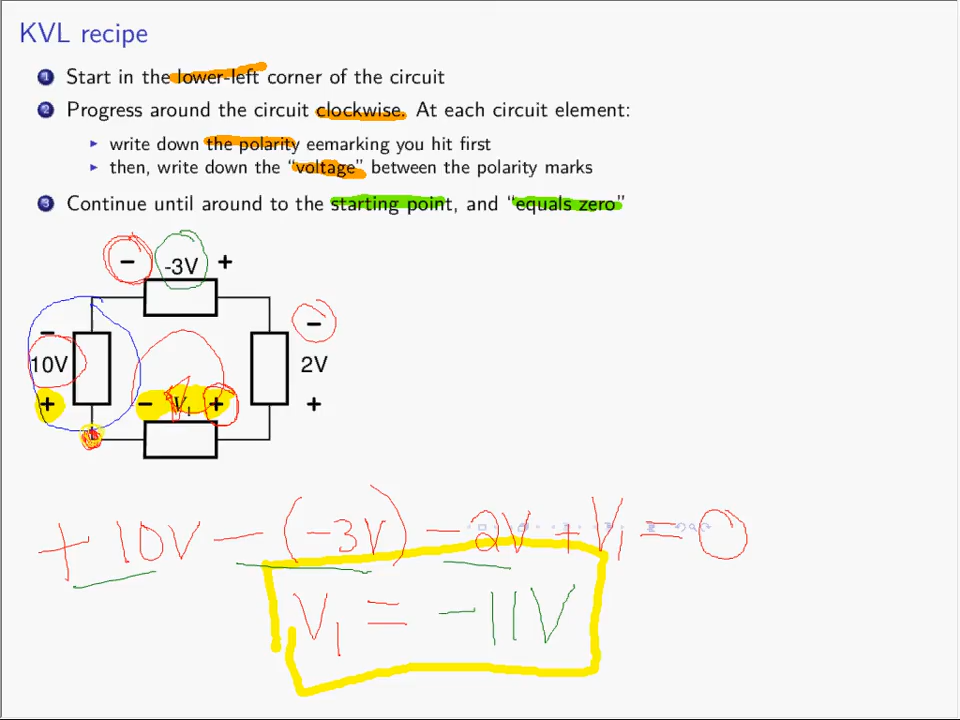 KVL recipe
1 Start in the lower-left corner of the circuit
2 Progress around the circuit clockwise. At each circuit element:
▶ write down the polarity eemarking you hit first
▶ then, write down the “voltage” between the polarity marks
3 Continue until around to the starting point, and “equals zero”
− -3V +
−
10V
+
− V₁ +
−
2V
+
+ 10V − (−3V) − 2V + V₁ = 0
V₁ = −11V